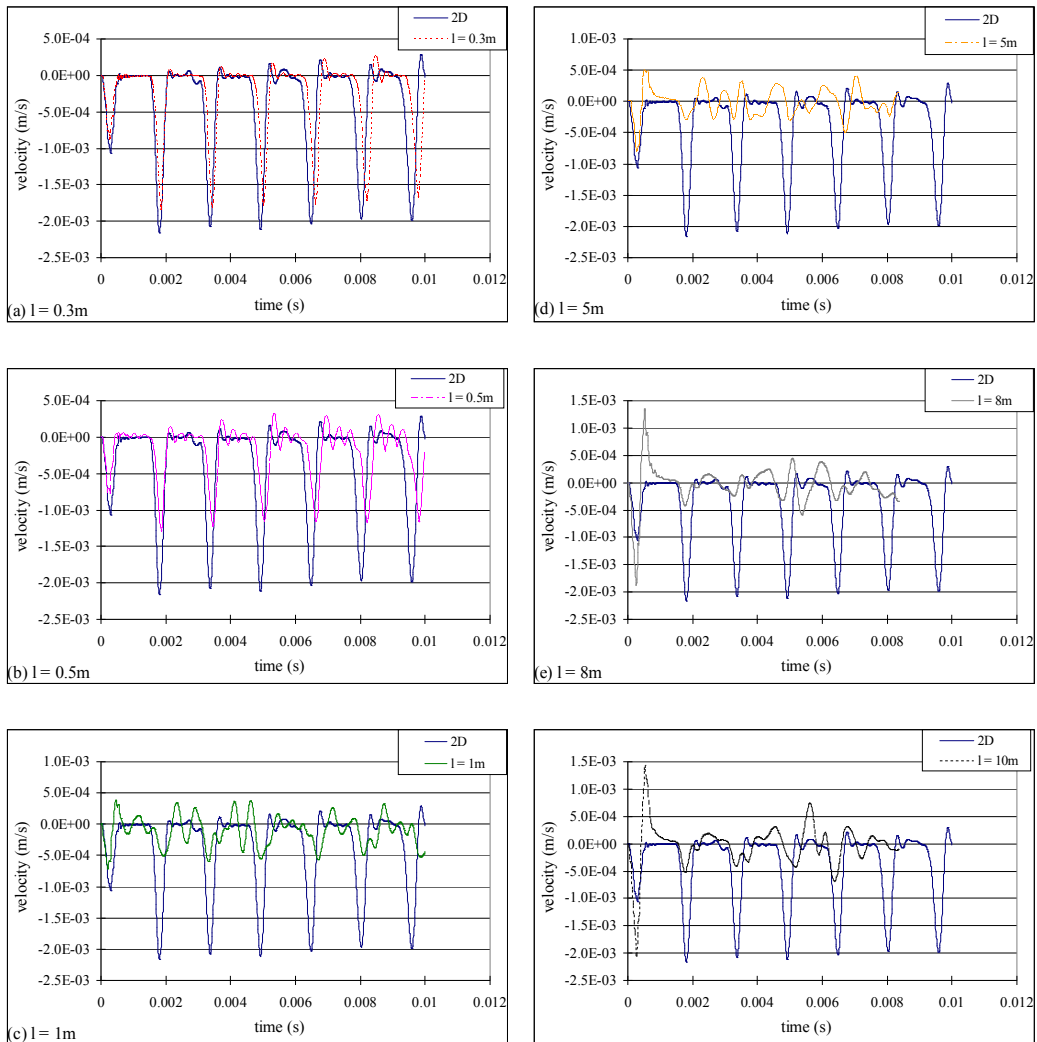 2D
l = 0.3m
5.0E-04
0.0E+00
-5.0E-04
-1.0E-03
-1.5E-03
-2.0E-03
-2.5E-03
velocity (m/s)
0 0.002 0.004 0.006 0.008 0.01 0.012
time (s)
(a) l = 0.3m
2D
l = 5m
1.0E-03
5.0E-04
0.0E+00
-5.0E-04
-1.0E-03
-1.5E-03
-2.0E-03
-2.5E-03
velocity (m/s)
0 0.002 0.004 0.006 0.008 0.01 0.012
time (s)
(d) l = 5m
2D
l = 0.5m
5.0E-04
0.0E+00
-5.0E-04
-1.0E-03
-1.5E-03
-2.0E-03
-2.5E-03
velocity (m/s)
0 0.002 0.004 0.006 0.008 0.01 0.012
time (s)
(b) l = 0.5m
2D
l = 8m
1.5E-03
1.0E-03
5.0E-04
0.0E+00
-5.0E-04
-1.0E-03
-1.5E-03
-2.0E-03
-2.5E-03
velocity (m/s)
0 0.002 0.004 0.006 0.008 0.01 0.012
time (s)
(e) l = 8m
2D
l = 1m
1.0E-03
5.0E-04
0.0E+00
-5.0E-04
-1.0E-03
-1.5E-03
-2.0E-03
-2.5E-03
velocity (m/s)
0 0.002 0.004 0.006 0.008 0.01 0.012
time (s)
(c) l = 1m
2D
l = 10m
1.5E-03
1.0E-03
5.0E-04
0.0E+00
-5.0E-04
-1.0E-03
-1.5E-03
-2.0E-03
-2.5E-03
velocity (m/s)
0 0.002 0.004 0.006 0.008 0.01 0.012
time (s)